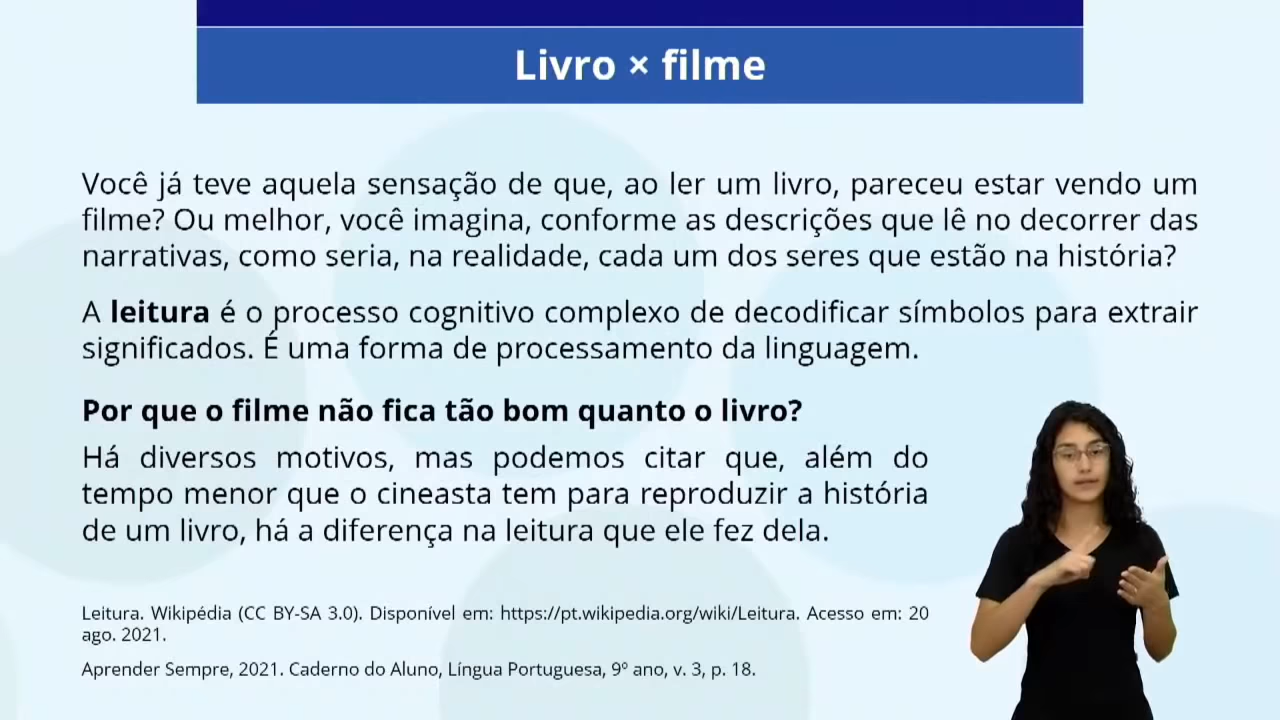 Livro × filme
Você já teve aquela sensação de que, ao ler um livro, pareceu estar vendo um
filme? Ou melhor, você imagina, conforme as descrições que lê no decorrer das
narrativas, como seria, na realidade, cada um dos seres que estão na história?
A leitura é o processo cognitivo complexo de decodificar símbolos para extrair
significados. É uma forma de processamento da linguagem.
Por que o filme não fica tão bom quanto o livro?
Há diversos motivos, mas podemos citar que, além do
tempo menor que o cineasta tem para reproduzir a história
de um livro, há a diferença na leitura que ele fez dela.
Leitura. Wikipédia (CC BY-SA 3.0). Disponível em: https://pt.wikipedia.org/wiki/Leitura. Acesso em: 20
ago. 2021.
Aprender Sempre, 2021. Caderno do Aluno, Língua Portuguesa, 9º ano, v. 3, p. 18.